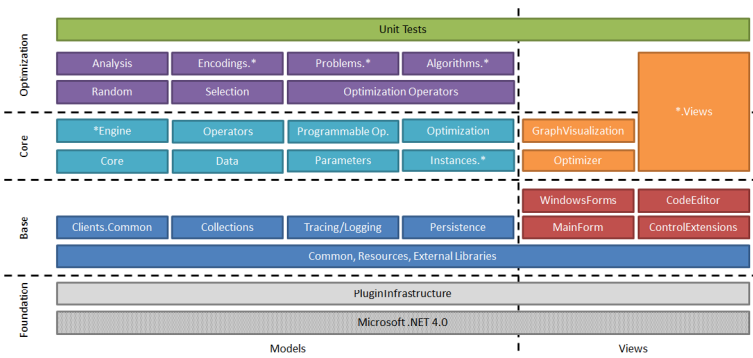 Unit Tests
Optimization
Analysis
Encodings.*
Problems.*
Algorithms.*
Random
Selection
Optimization Operators
*.Views
Core
*Engine
Operators
Programmable Op.
Optimization
GraphVisualization
Core
Data
Parameters
Instances.*
Optimizer
Base
WindowsForms
CodeEditor
Clients.Common
Collections
Tracing/Logging
Persistence
MainForm
ControlExtensions
Common, Resources, External Libraries
Foundation
PluginInfrastructure
Microsoft .NET 4.0
Models
Views